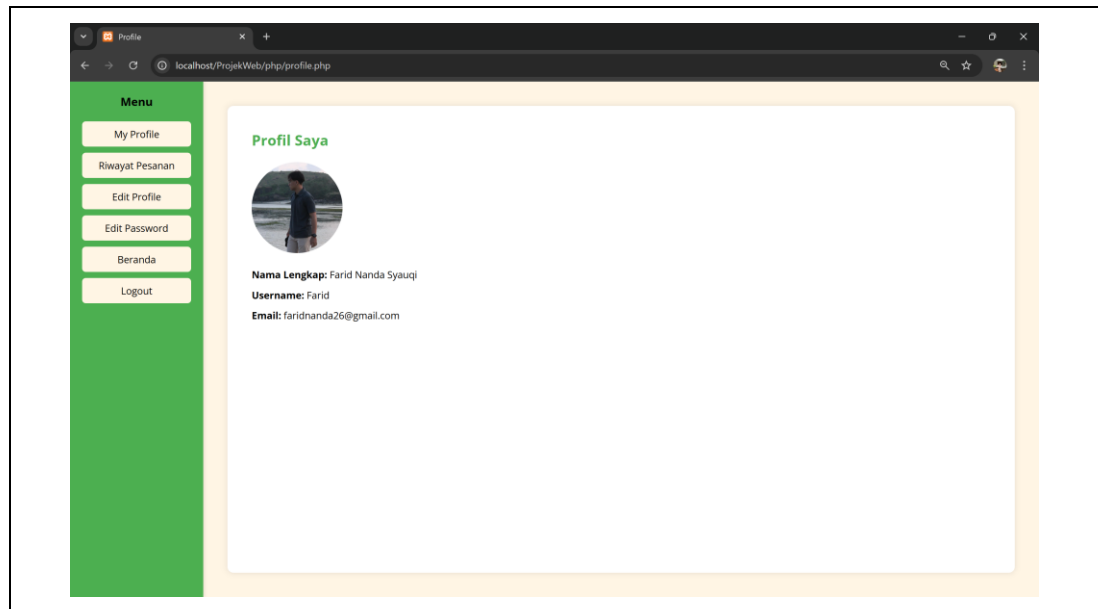 Profile
localhost/ProjekWeb/php/profile.php
Menu
My Profile
Riwayat Pesanan
Edit Profile
Edit Password
Beranda
Logout
Profil Saya
Nama Lengkap: Farid Nanda Syauqi
Username: Farid
Email: faridnanda26@gmail.com